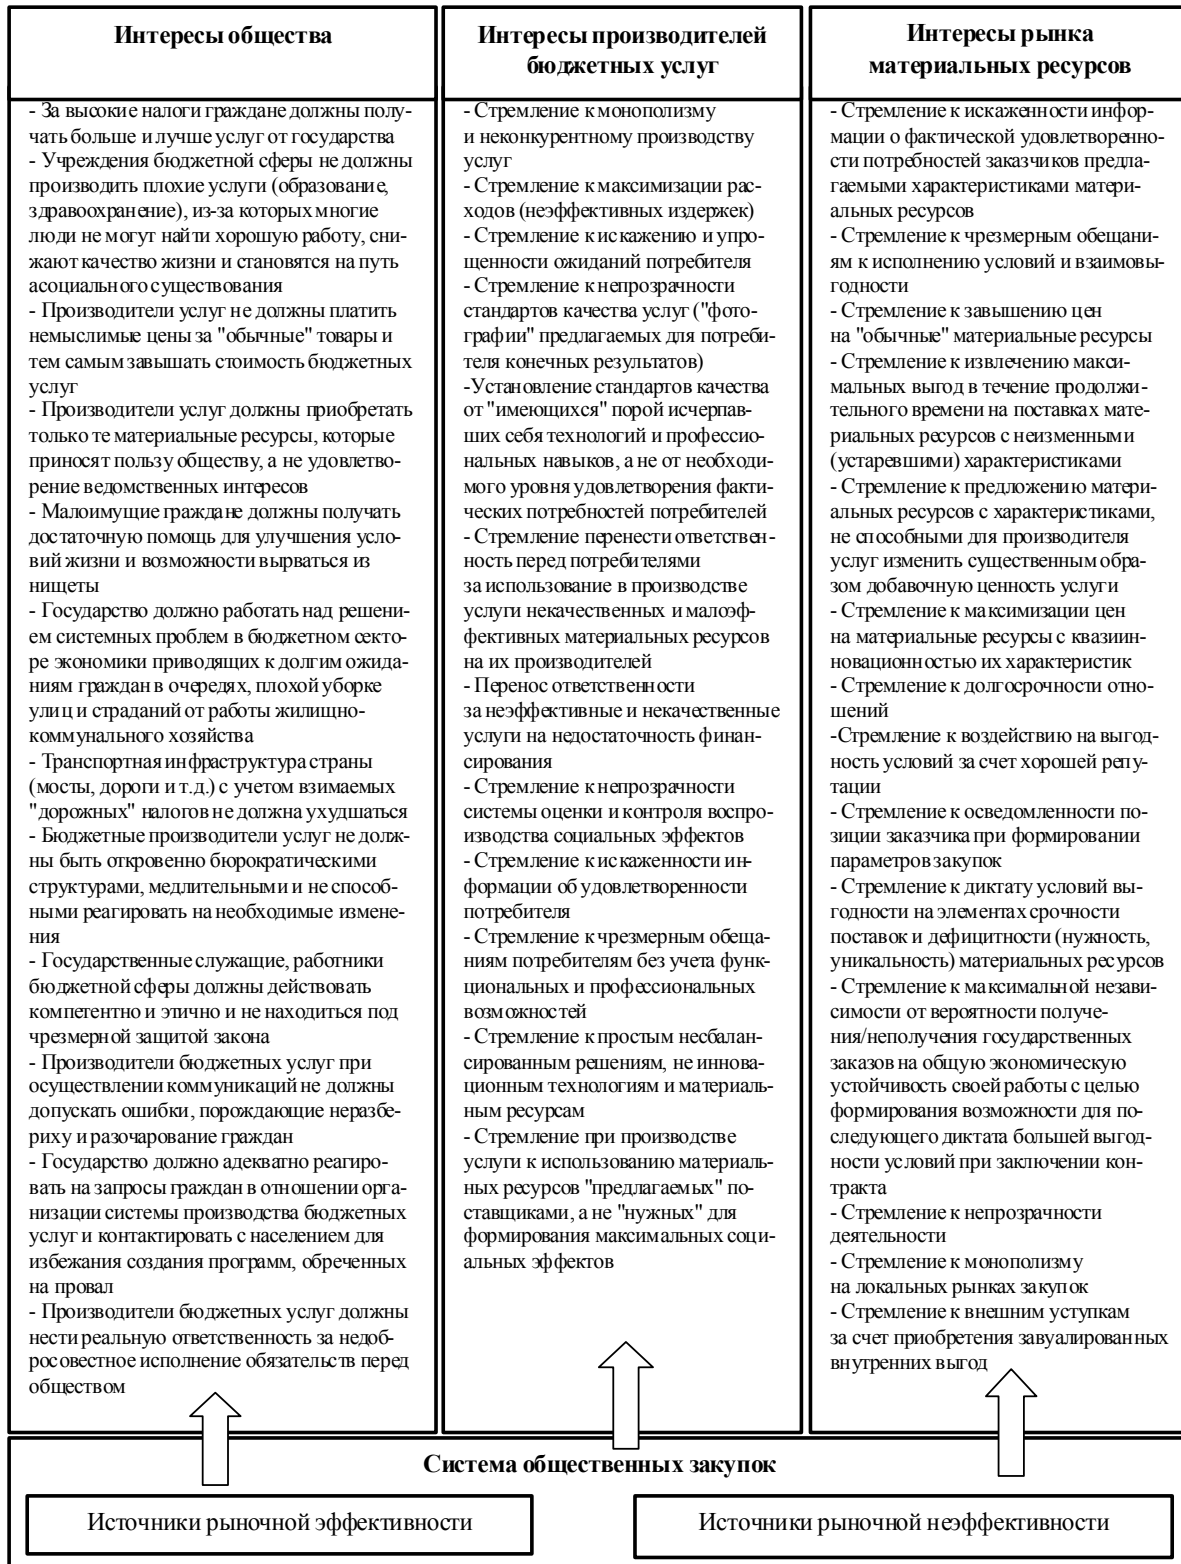 Интересы общества
- За высокие налоги граждане должны полу-
чать больше и лучше услуг от государства
- Учреждения бюджетной сферы не должны
производить плохие услуги (образование,
здравоохранение), из-за которых многие
люди не могут найти хорошую работу, сни-
жают качество жизни и становятся на путь
асоциального существования
- Производители услуг не должны платить
немыслимые цены за "обычные" товары и
тем самым завышать стоимость бюджетных
услуг
- Производители услуг должны приобретать
только те материальные ресурсы, которые
приносят пользу обществу, а не удовлетво-
рение ведомственных интересов
- Малоимущие граждане должны получать
достаточную помощь для улучшения усло-
вий жизни и возможности вырваться из
нищеты
- Государство должно работать над решени-
ем системных проблем в бюджетном секто-
ре экономики приводящих к долгим ожида-
ниям граждан в очередях, плохой уборке
улиц и страданий от работы жилищно-
коммунального хозяйства
- Транспортная инфраструктура страны
(мосты, дороги и т.д.) с учетом взимаемых
"дорожных" налогов не должна ухудшаться
- Бюджетные производители услуг не долж-
ны быть откровенно бюрократическими
структурами, медлительными и не способ-
ными реагировать на необходимые измене-
ния
- Государственные служащие, работники
бюджетной сферы должны действовать
компетентно и этично и не находиться под
чрезмерной защитой закона
- Производители бюджетных услуг при
осуществлении коммуникаций не должны
допускать ошибки, порождающие неразбе-
риху и разочарование граждан
- Государство должно адекватно реагиро-
вать на запросы граждан в отношении орга-
низации системы производства бюджетных
услуг и контактировать с населением для
избежания создания программ, обреченных
на провал
- Производители бюджетных услуг должны
нести реальную ответственность за недоб-
росовестное исполнение обязательств перед
обществом
Интересы производителей
бюджетных услуг
- Стремление к монополизму
и неконкурентному производству
услуг
- Стремление к максимизации рас-
ходов (неэффективных издержек)
- Стремление к искажению и упро-
щенности ожиданий потребителя
- Стремление к непрозрачности
стандартов качества услуг ("фото-
графии" предлагаемых для потреби-
теля конечных результатов)
-Установление стандартов качества
от "имеющихся" порой исчерпав-
ших себя технологий и профессио-
нальных навыков, а не от необходи-
мого уровня удовлетворения факти-
ческих потребностей потребителей
- Стремление перенести ответствен-
ность перед потребителями
за использование в производстве
услуги некачественных и малоэф-
фективных материальных ресурсов
на их производителей
- Перенос ответственности
за неэффективные и некачественные
услуги на недостаточность финан-
сирования
- Стремление к непрозрачности
системы оценки и контроля воспро-
изводства социальных эффектов
- Стремление к искаженности ин-
формации об удовлетворенности
потребителя
- Стремление к чрезмерным обеща-
ниям потребителям без учета функ-
циональных и профессиональных
возможностей
- Стремление к простым несбалан-
сированным решениям, не иннова-
ционным технологиям и материаль-
ным ресурсам
- Стремление при производстве
услуги к использованию материаль-
ных ресурсов "предлагаемых" по-
ставщиками, а не "нужных" для
формирования максимальных соци-
альных эффектов
Интересы рынка
материальных ресурсов
- Стремление к искаженности инфор-
мации о фактической удовлетворенно-
сти потребностей заказчиков предла-
гаемыми характеристиками матери-
альных ресурсов
- Стремление к чрезмерным обещани-
ям к исполнению условий и взаимовы-
годности
- Стремление к завышению цен
на "обычные" материальные ресурсы
- Стремление к извлечению макси-
мальных выгод в течение продолжи-
тельного времени на поставках мате-
риальных ресурсов с неизменными
(устаревшими) характеристиками
- Стремление к предложению матери-
альных ресурсов с характеристиками,
не способными для производителя
услуг изменить существенным обра-
зом добавочную ценность услуги
- Стремление к максимизации цен
на материальные ресурсы с квазиин-
новационностью их характеристик
- Стремление к долгосрочности отно-
шений
-Стремление к воздействию на выгод-
ность условий за счет хорошей репу-
тации
- Стремление к осведомленности по-
зиции заказчика при формировании
параметров закупок
- Стремление к диктату условий вы-
годности на элементах срочности
поставок и дефицитности (нужность,
уникальность) материальных ресурсов
- Стремление к максимальной незави-
симости от вероятности получе-
ния/неполучения государственных
заказов на общую экономическую
устойчивость своей работы с целью
формирования возможности для по-
следующего диктата большей выгод-
ности условий при заключении кон-
тракта
- Стремление к непрозрачности
деятельности
- Стремление к монополизму
на локальных рынках закупок
- Стремление к внешним уступкам
за счет приобретения завуалированных
внутренних выгод
Система общественных закупок
Источники рыночной эффективности
Источники рыночной неэффективности